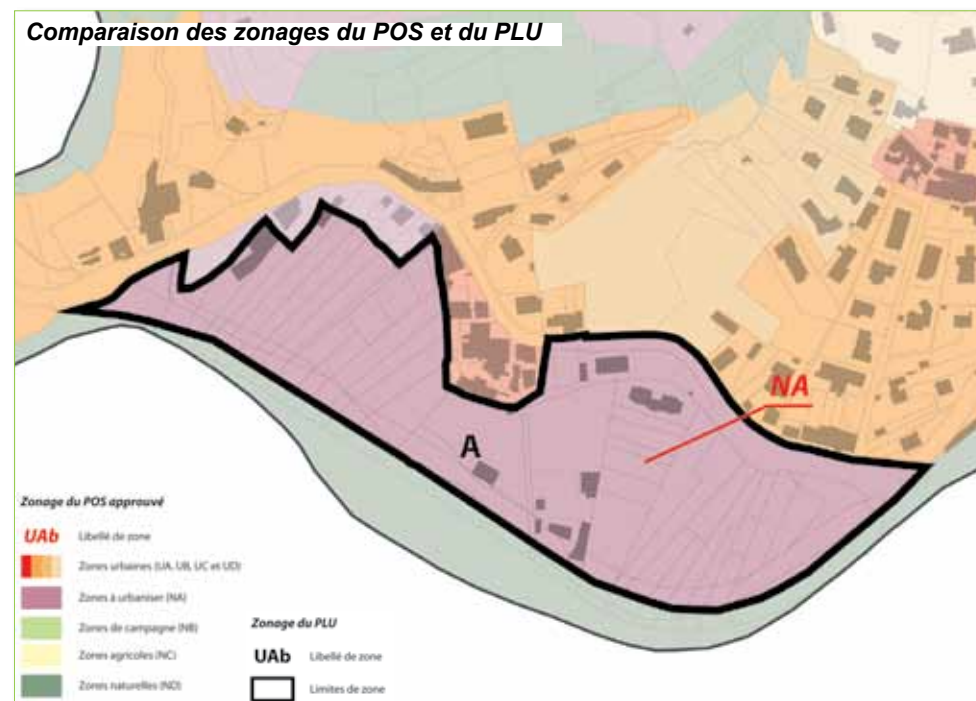 Comparaison des zonages du POS et du PLU
NA
A
Zonage du POS approuvé
UAb Libellé de zone
Zones urbaines (UA, UB, UC et UD)
Zones à urbaniser (NA)
Zones de campagne (NB)
Zones agricoles (NC)
Zones naturelles (ND)
Zonage du PLU
UAb Libellé de zone
Limites de zone